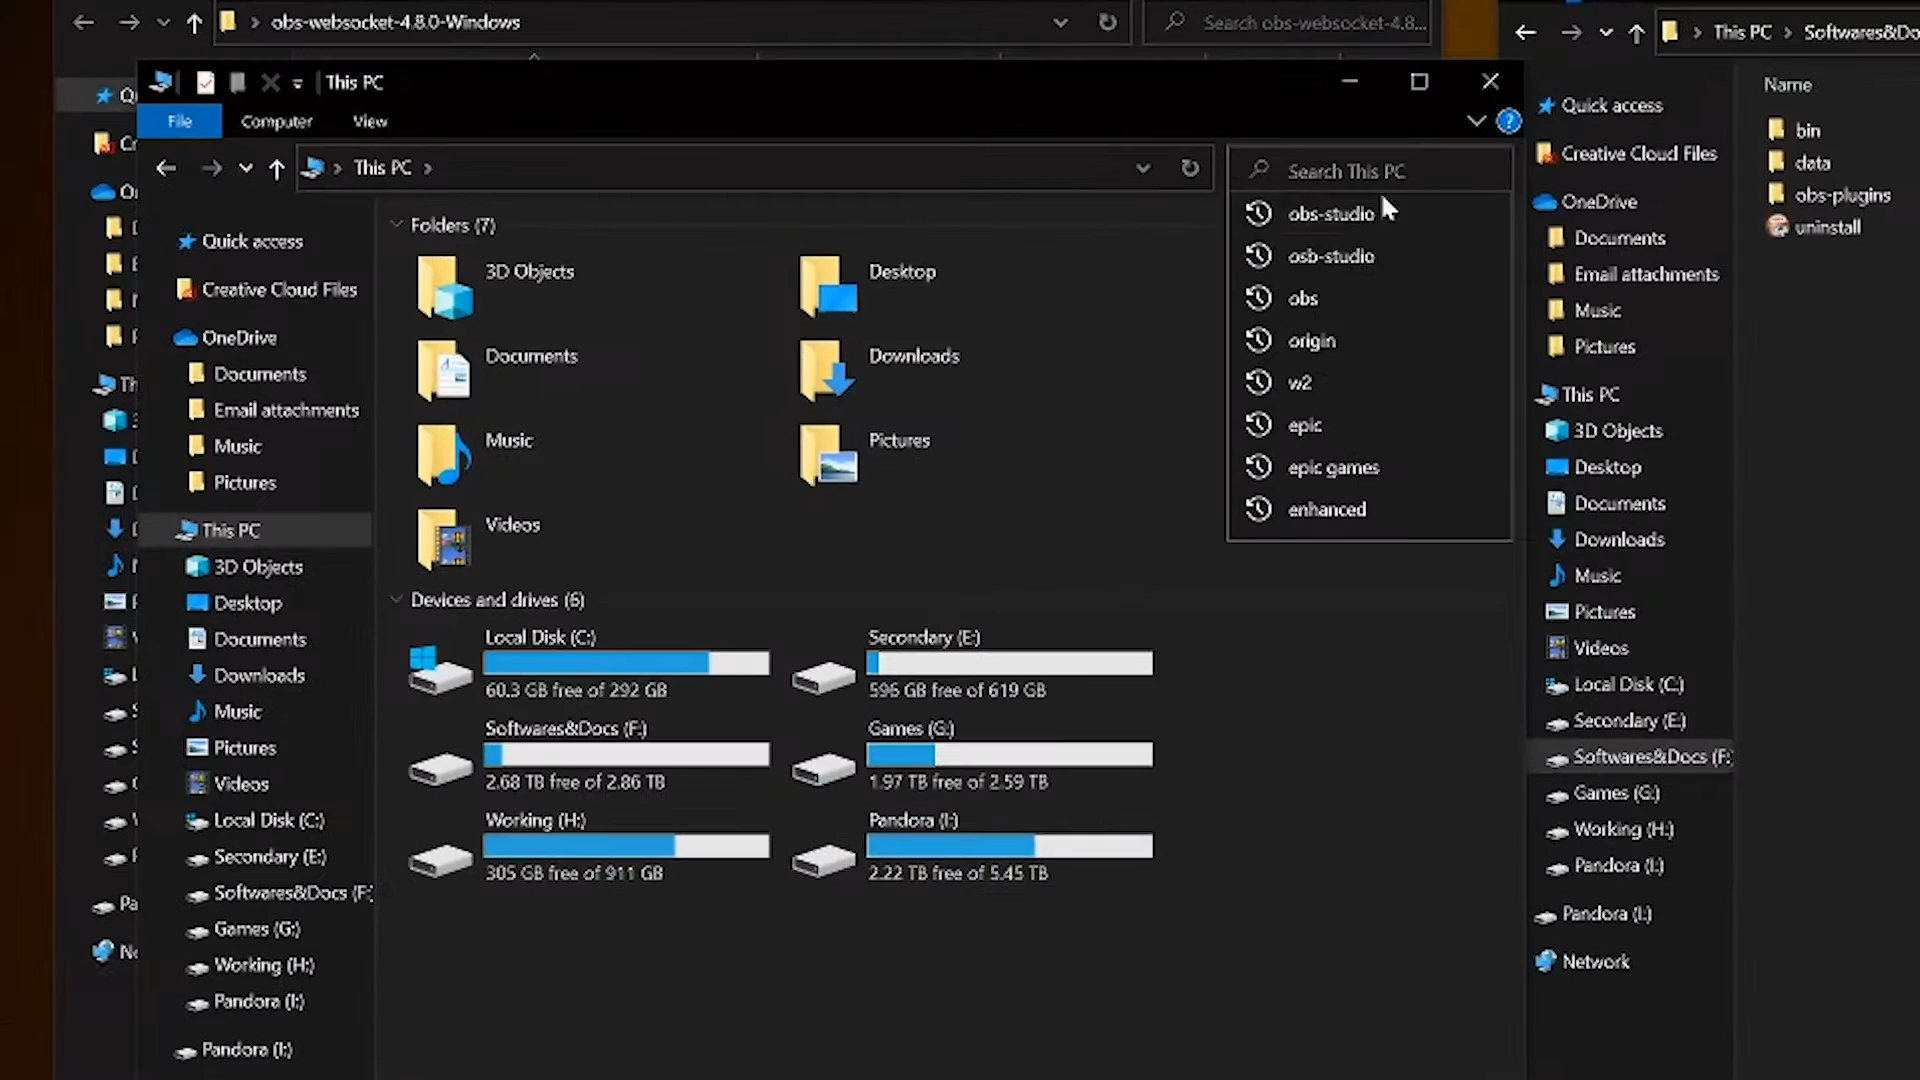 obs-websocket-4.8.0-Windows
Search obs-websocket-4.8...
This PC
File
Computer
View
This PC
Search This PC
obs-studio
osb-studio
obs
origin
w2
epic
epic games
enhanced
Quick access
Creative Cloud Files
OneDrive
Documents
Email attachments
Music
Pictures
This PC
3D Objects
Desktop
Documents
Downloads
Music
Pictures
Videos
Local Disk (C:)
Secondary (E:)
Softwares&Docs (F:)
Games (G:)
Working (H:)
Pandora (I:)
Pandora (I:)
Folders (7)
3D Objects
Desktop
Documents
Downloads
Music
Pictures
Videos
Devices and drives (6)
Local Disk (C:)
60.3 GB free of 292 GB
Secondary (E:)
596 GB free of 619 GB
Softwares&Docs (F:)
2.68 TB free of 2.86 TB
Games (G:)
1.97 TB free of 2.59 TB
Working (H:)
305 GB free of 911 GB
Pandora (I:)
2.22 TB free of 5.45 TB
This PC
Softwares&Do
Quick access
Creative Cloud Files
OneDrive
Documents
Email attachments
Music
Pictures
This PC
3D Objects
Desktop
Documents
Downloads
Music
Pictures
Videos
Local Disk (C:)
Secondary (E:)
Softwares&Docs (F:
Games (G:)
Working (H:)
Pandora (I:)
Pandora (I:)
Network
Name
bin
data
obs-plugins
uninstall